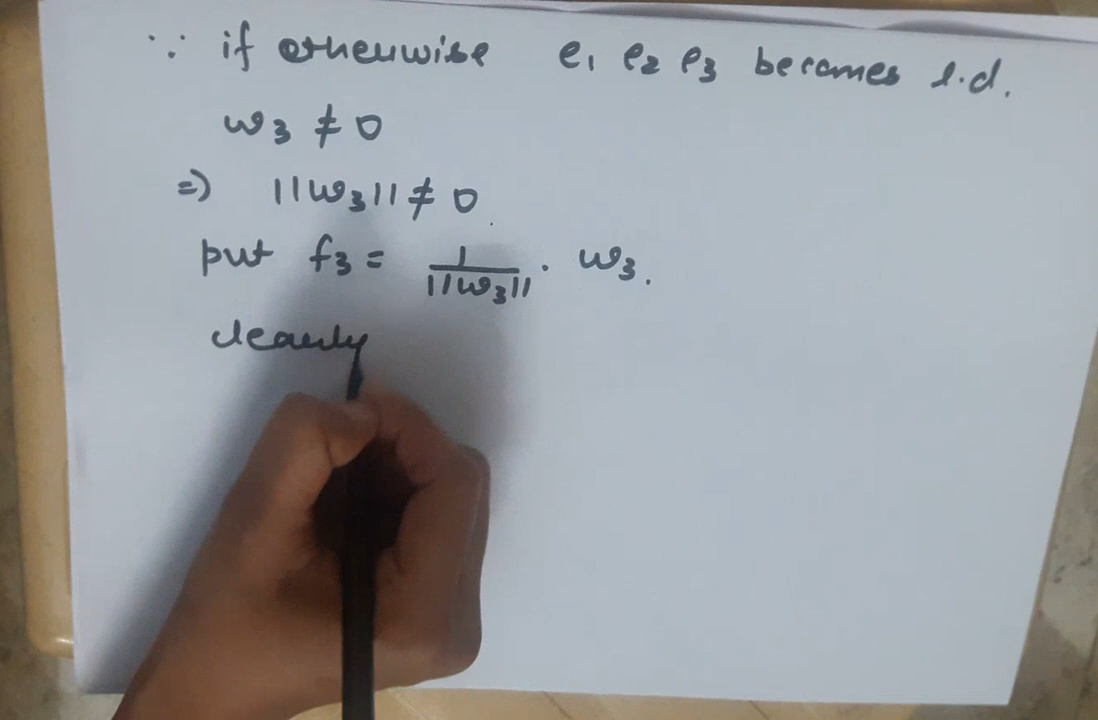 ∵ if otherwise e₁ e₂ e₃ becomes l.d.
w₃ ≠ 0
=) ||w₃|| ≠ 0
put f₃ = 1/||w₃|| · w₃.
clearly